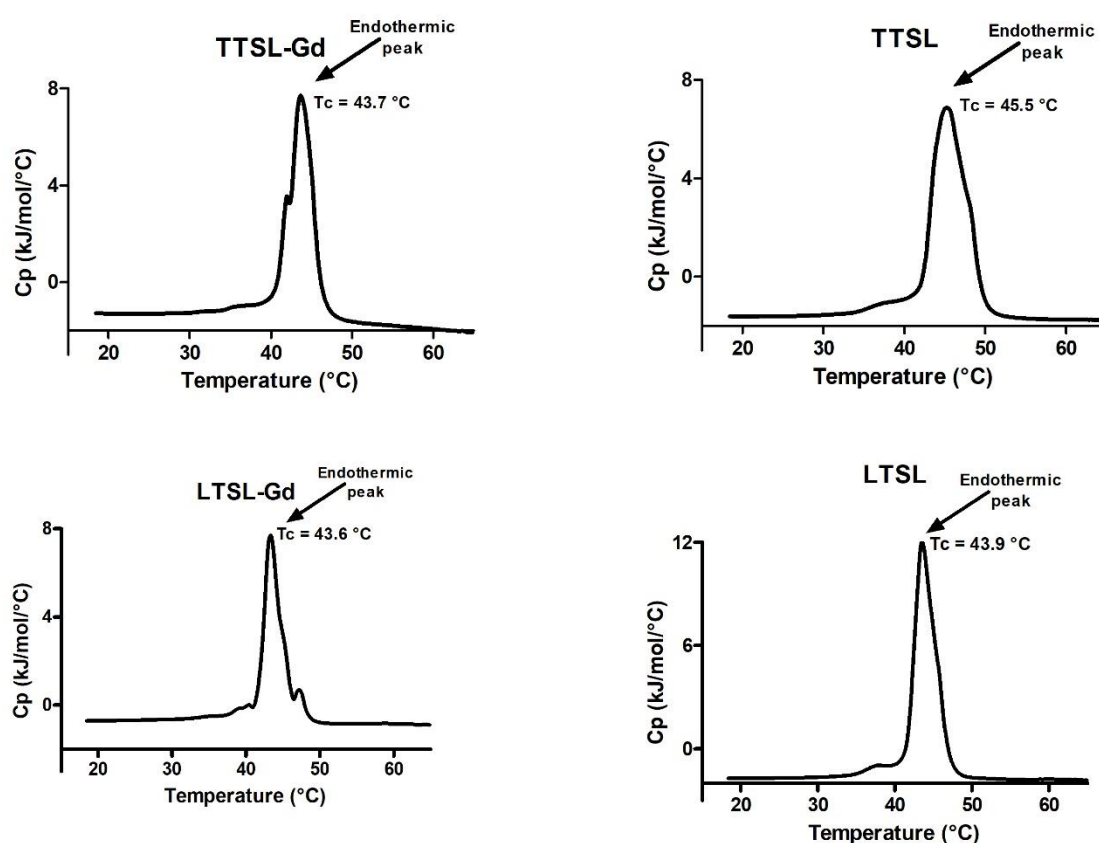 TTSL-Gd
Endothermic
peak
Tc = 43.7 °C
8
4
0
Cp (kJ/mol/°C)
20 30 40 50 60
Temperature (°C)
TTSL
Endothermic
peak
Tc = 45.5 °C
8
4
0
Cp (kJ/mol/°C)
20 30 40 50 60
Temperature (°C)
LTSL-Gd
Endothermic
peak
Tc = 43.6 °C
8
4
0
Cp (kJ/mol/°C)
20 30 40 50 60
Temperature (°C)
LTSL
Endothermic
peak
Tc = 43.9 °C
12
6
0
Cp (kJ/mol/°C)
20 30 40 50 60
Temperature (°C)